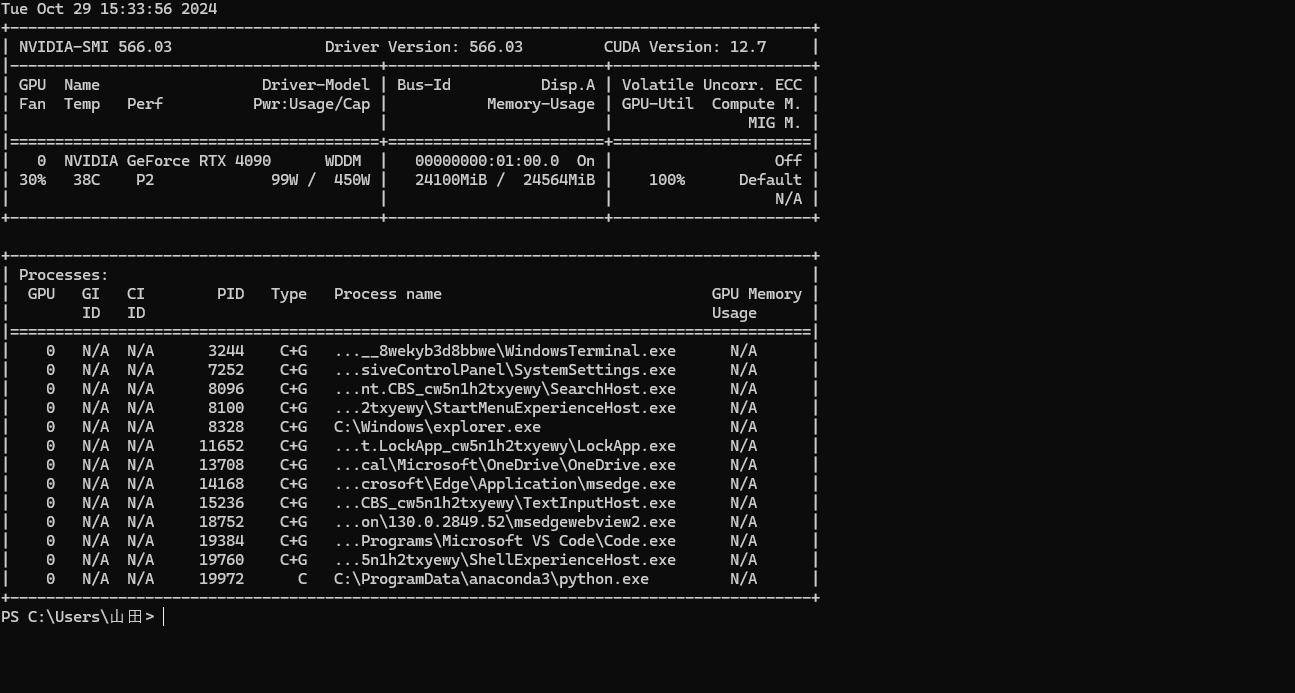 Tue Oct 29 15:33:56 2024
+-----------------------------------------------------------------------------------------+
| NVIDIA-SMI 566.03                 Driver Version: 566.03         CUDA Version: 12.7     |
|-----------------------------------------+------------------------+----------------------+
| GPU  Name                  Driver-Model | Bus-Id          Disp.A | Volatile Uncorr. ECC |
| Fan  Temp   Perf          Pwr:Usage/Cap |           Memory-Usage | GPU-Util  Compute M. |
|                                         |                        |               MIG M. |
|=========================================+========================+======================|
|   0  NVIDIA GeForce RTX 4090      WDDM  |   00000000:01:00.0  On |                  Off |
| 30%   38C    P2              99W /  450W |   24100MiB /  24564MiB |    100%      Default |
|                                         |                        |                  N/A |
+-----------------------------------------+------------------------+----------------------+

+-----------------------------------------------------------------------------------------+
| Processes:                                                                              |
|  GPU   GI   CI        PID   Type   Process name                              GPU Memory |
|        ID   ID                                                               Usage      |
|=========================================================================================|
|    0   N/A  N/A      3244    C+G   ...__8wekyb3d8bbwe\WindowsTerminal.exe      N/A      |
|    0   N/A  N/A      7252    C+G   ...siveControlPanel\SystemSettings.exe      N/A      |
|    0   N/A  N/A      8096    C+G   ...nt.CBS_cw5n1h2txyewy\SearchHost.exe      N/A      |
|    0   N/A  N/A      8100    C+G   ...2txyewy\StartMenuExperienceHost.exe      N/A      |
|    0   N/A  N/A      8328    C+G   C:\Windows\explorer.exe                     N/A      |
|    0   N/A  N/A     11652    C+G   ...t.LockApp_cw5n1h2txyewy\LockApp.exe      N/A      |
|    0   N/A  N/A     13708    C+G   ...cal\Microsoft\OneDrive\OneDrive.exe      N/A      |
|    0   N/A  N/A     14168    C+G   ...crosoft\Edge\Application\msedge.exe      N/A      |
|    0   N/A  N/A     15236    C+G   ...CBS_cw5n1h2txyewy\TextInputHost.exe      N/A      |
|    0   N/A  N/A     18752    C+G   ...on\130.0.2849.52\msedgewebview2.exe      N/A      |
|    0   N/A  N/A     19384    C+G   ...Programs\Microsoft VS Code\Code.exe      N/A      |
|    0   N/A  N/A     19760    C+G   ...5n1h2txyewy\ShellExperienceHost.exe      N/A      |
|    0   N/A  N/A     19972      C   C:\ProgramData\anaconda3\python.exe         N/A      |
+-----------------------------------------------------------------------------------------+
PS C:\Users\山田>